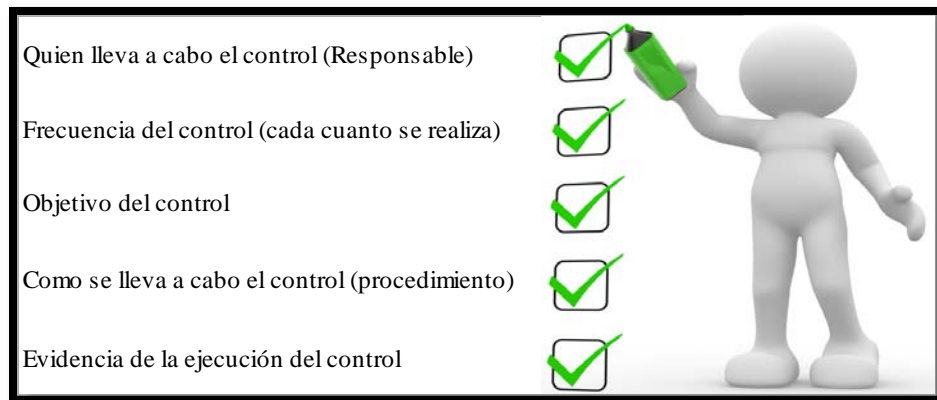 Quien lleva a cabo el control (Responsable)
Frecuencia del control (cada cuanto se realiza)
Objetivo del control
Como se lleva a cabo el control (procedimiento)
Evidencia de la ejecución del control